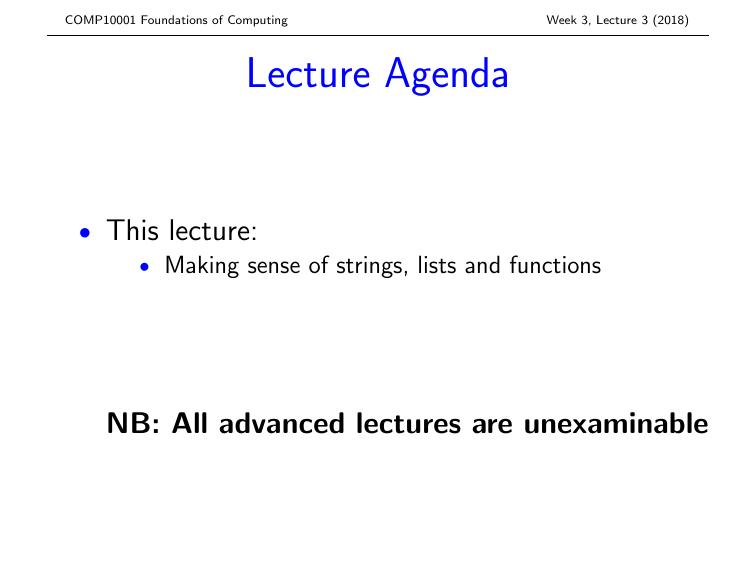 COMP10001 Foundations of Computing
Week 3, Lecture 3 (2018)
Lecture Agenda
• This lecture:
• Making sense of strings, lists and functions
NB: All advanced lectures are unexaminable